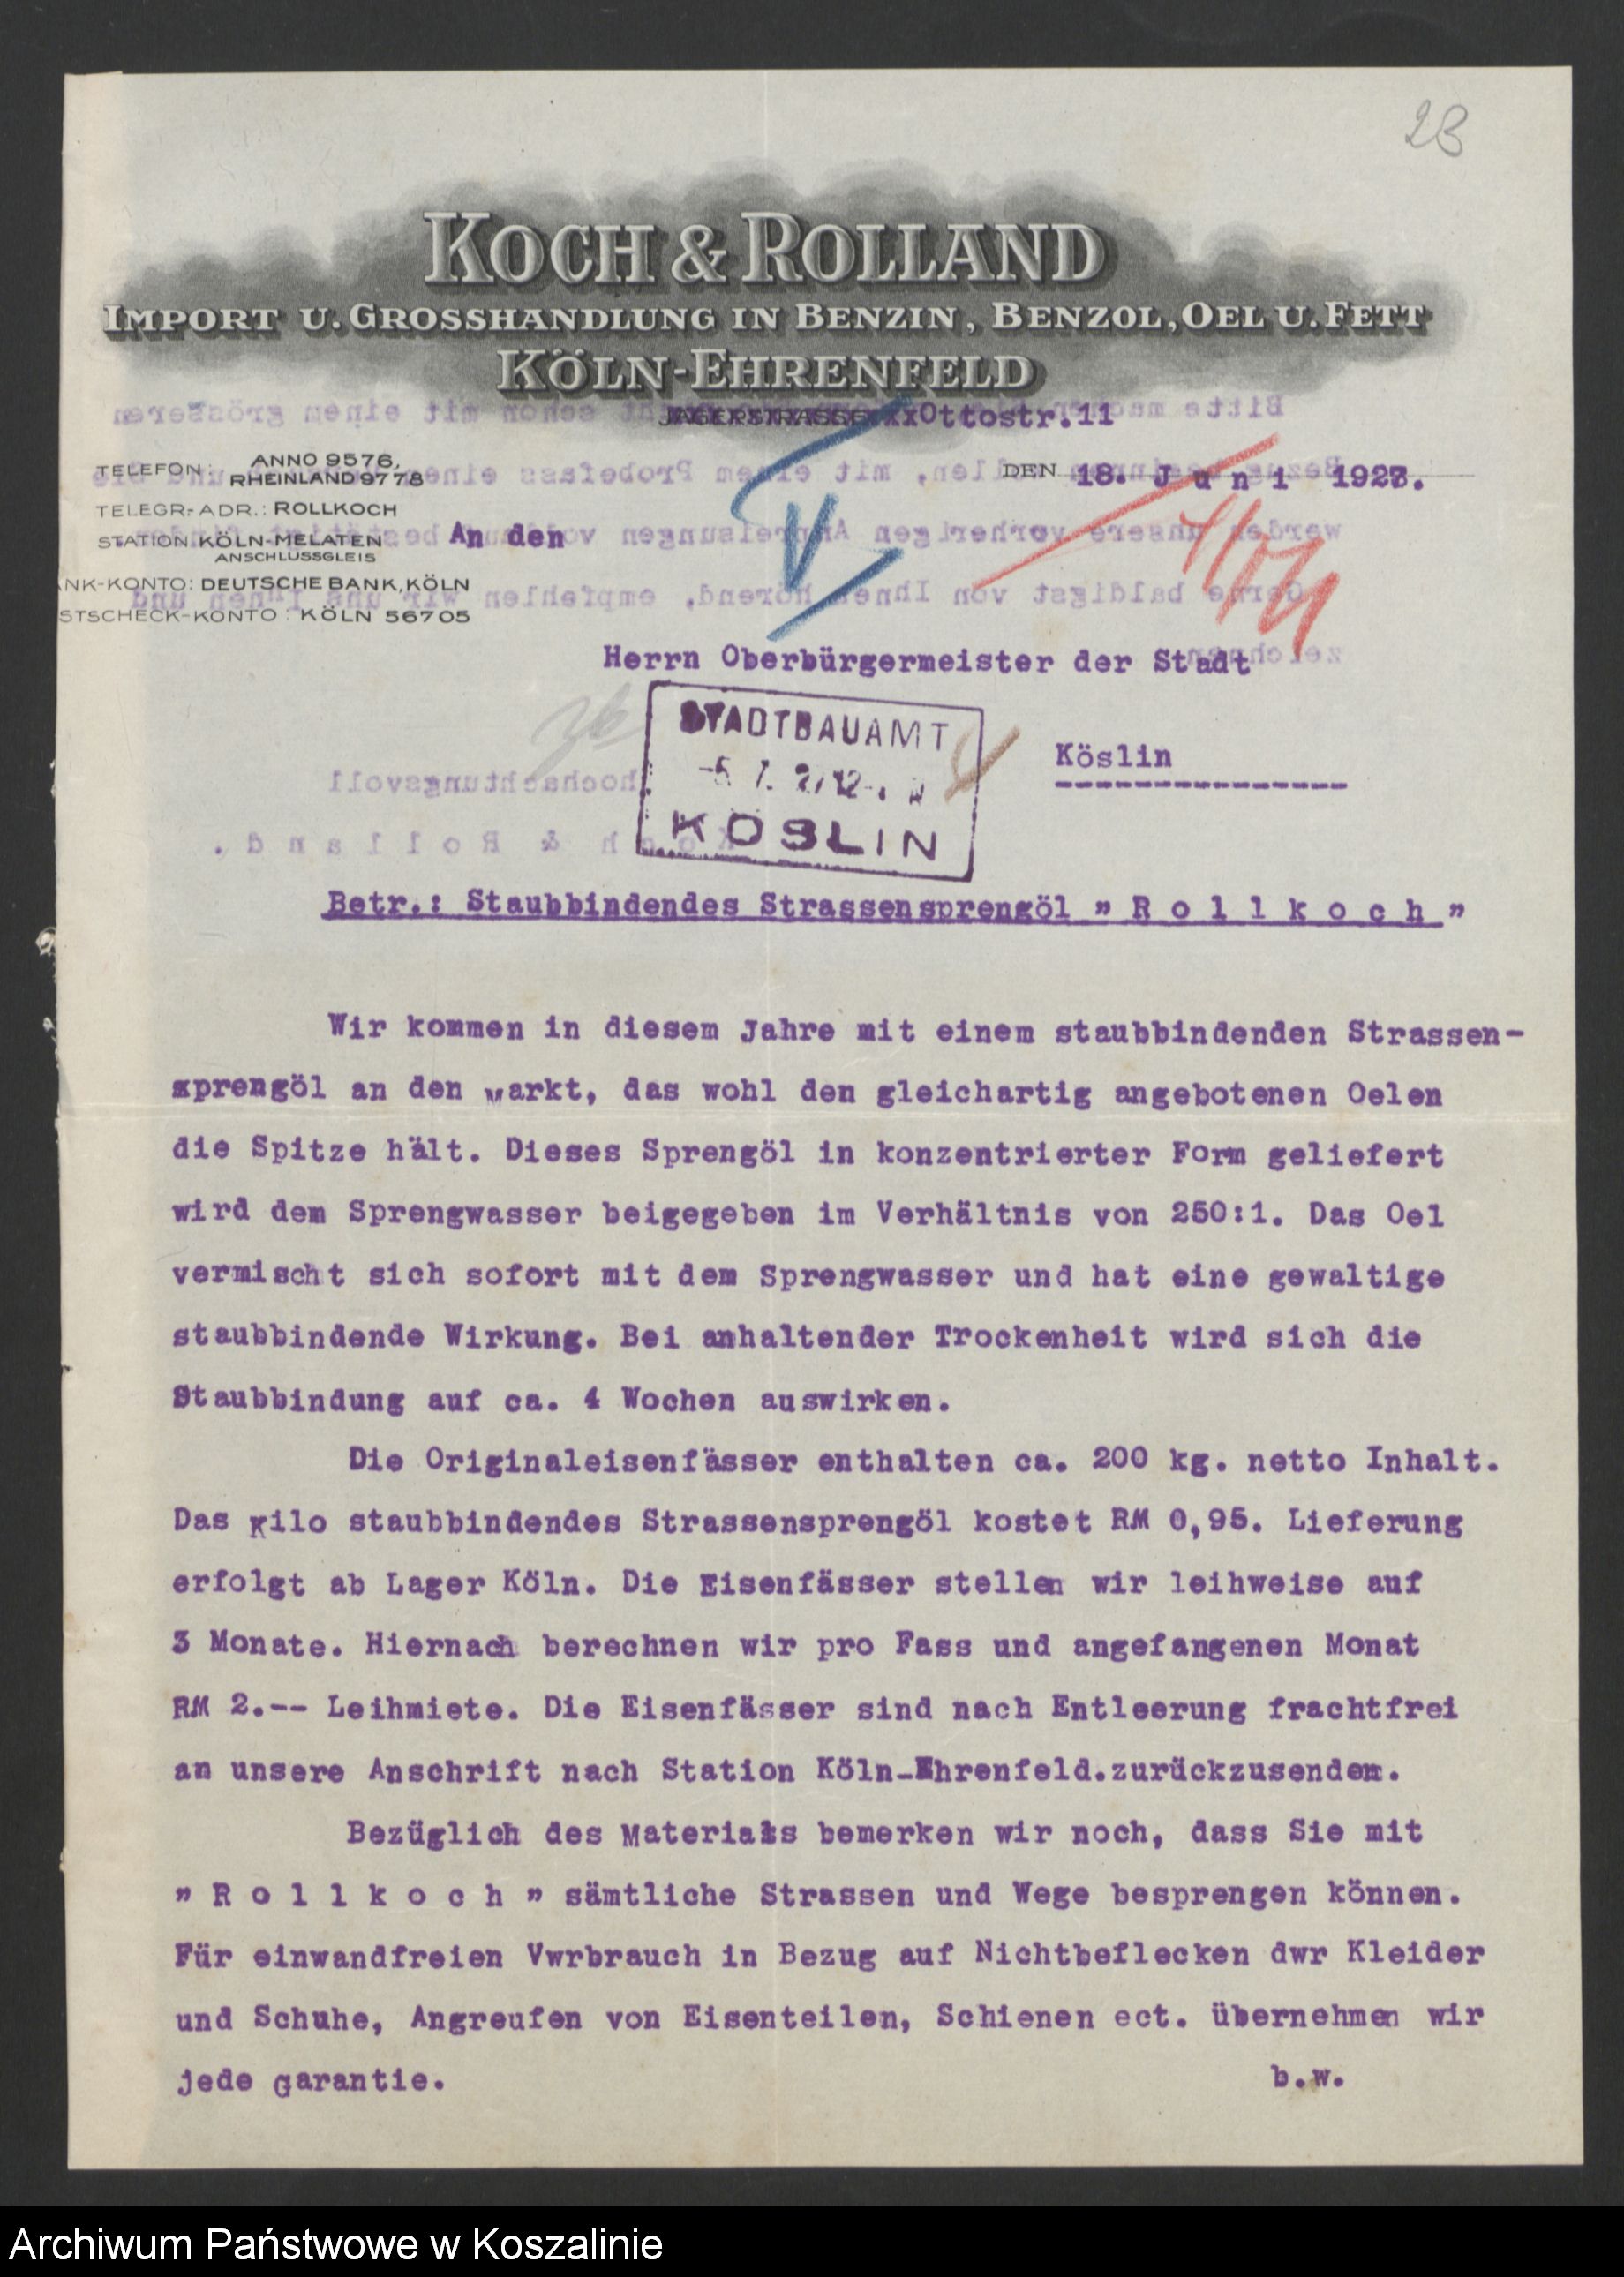 23
KOCH & ROLLAND
IMPORT U. GROSSHANDLUNG IN BENZIN, BENZOL, OEL U. FETT
KÖLN-EHRENFELD
JÄGERSTRASSE Ottostr.11
TELEFON: ANNO 9576,
RHEINLAND 9778
DEN 18. J u n i 1927.
TELEGR.-ADR.: ROLLKOCH
STATION KÖLN-MELATEN
ANSCHLUSSGLEIS
An den
NK-KONTO: DEUTSCHE BANK, KÖLN
STSCHECK-KONTO: KÖLN 56705
Herrn Oberbürgermeister der Stadt
STADTBAUAMT
KÖSLIN
Köslin
Betr.: Staubbindendes Strassensprengöl " R o l l k o c h "
Wir kommen in diesem Jahre mit einem staubbindenden Strassen-
sprengöl an den Markt, das wohl den gleichartig angebotenen Oelen
die Spitze hält. Dieses Sprengöl in konzentrierter Form geliefert
wird dem Sprengwasser beigegeben im Verhältnis von 250:1. Das Oel
vermischt sich sofort mit dem Sprengwasser und hat eine gewaltige
staubbindende Wirkung. Bei anhaltender Trockenheit wird sich die
Staubbindung auf ca. 4 Wochen auswirken.
Die Originaleisenfässer enthalten ca. 200 kg. netto Inhalt.
Das Kilo staubbindendes Strassensprengöl kostet RM 0,95. Lieferung
erfolgt ab Lager Köln. Die Eisenfässer stellen wir leihweise auf
3 Monate. Hiernach berechnen wir pro Fass und angefangenen Monat
RM 2.-- Leihmiete. Die Eisenfässer sind nach Entleerung frachtfrei
an unsere Anschrift nach Station Köln-Ehrenfeld.zurückzusenden.
Bezüglich des Materials bemerken wir noch, dass Sie mit
" R o l l k o c h " sämtliche Strassen und Wege besprengen können.
Für einwandfreien Vwrbrauch in Bezug auf Nichtbeflecken dwr Kleider
und Schuhe, Angreufen von Eisenteilen, Schienen ect. übernehmen wir
jede Garantie. b.w.
Archiwum Państwowe w Koszalinie